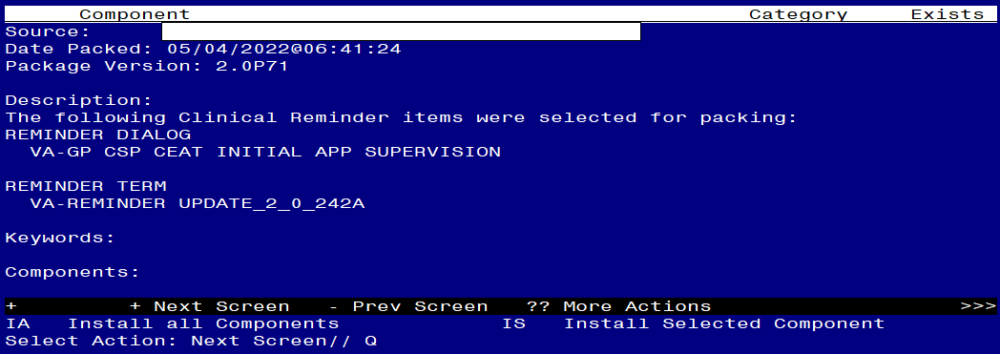 Component Category Exists
Source:
Date Packed: 05/04/2022@06:41:24
Package Version: 2.0P71
Description:
The following Clinical Reminder items were selected for packing:
REMINDER DIALOG
VA-GP CSP CEAT INITIAL APP SUPERVISION
REMINDER TERM
VA-REMINDER UPDATE_2_0_242A
Keywords:
Components:
+ + Next Screen - Prev Screen ?? More Actions >>>
IA Install all Components IS Install Selected Component
Select Action: Next Screen// Q